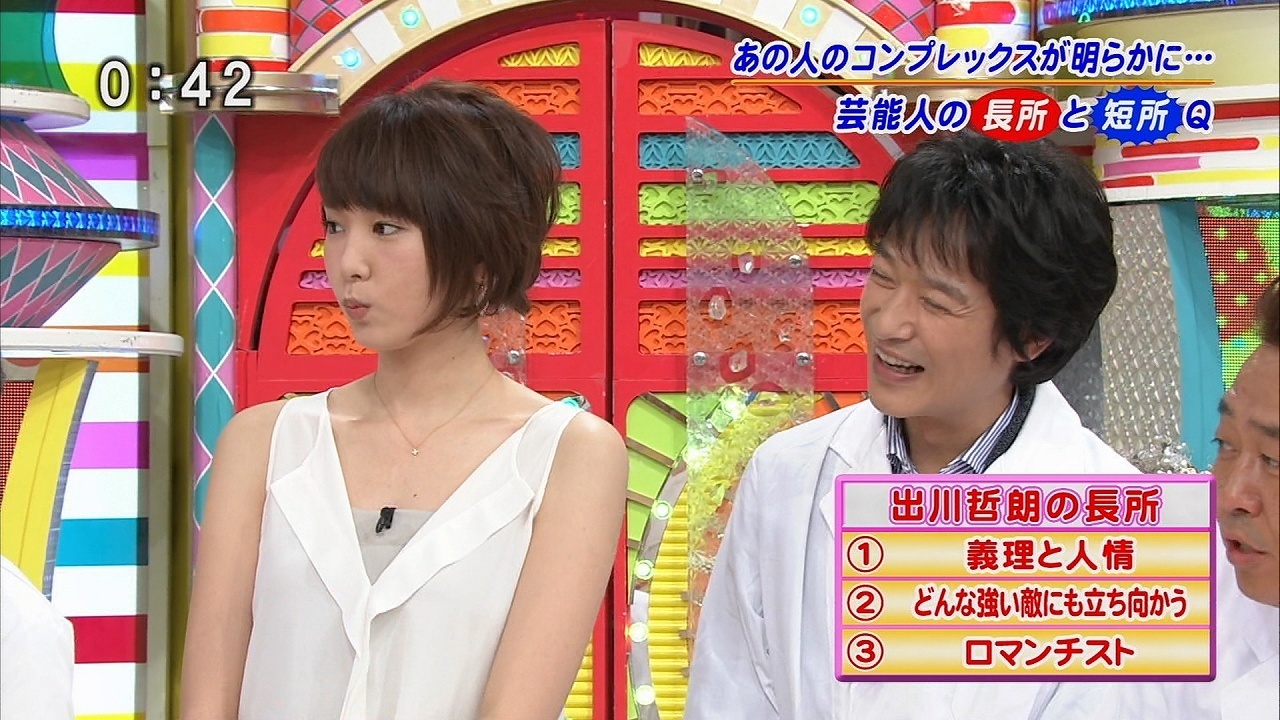 0:42
あの人のコンプレックスが明らかに…
芸能人の長所と短所Q
出川哲朗の長所
① 義理と人情
② どんな強い敵にも立ち向かう
③ ロマンチスト